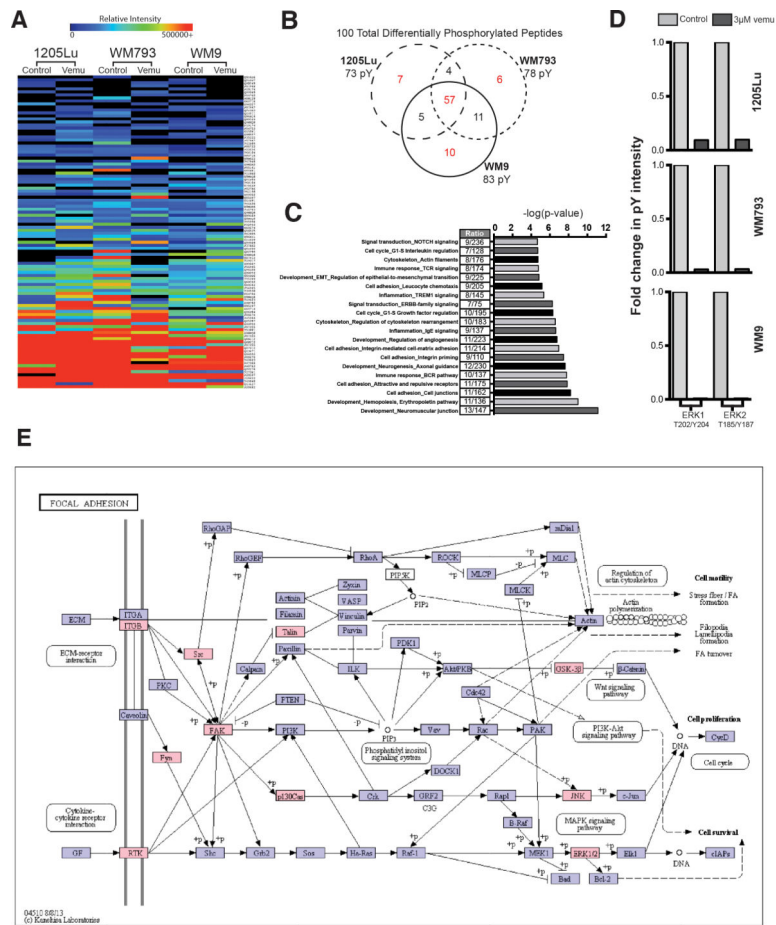 A
Relative Intensity
0
500000+
1205Lu
WM793
WM9
Control
Vemu
Control
Vemu
Control
Vemu
B
100 Total Differentially Phosphorylated Peptides
1205Lu
73 pY
WM793
78 pY
7
4
6
57
5
11
10
WM9
83 pY
C
-log(p-value)
Ratio
0 2 4 6 8 10 12
Signal transduction_NOTCH signaling 9/236
Cell cycle_G1-S Interleukin regulation 7/128
Cytoskeleton_Actin filaments 8/176
Immune response_TCR signaling 8/174
Development_EMT_Regulation of epithelial-to-mesenchymal transition 9/225
Cell adhesion_Leucocyte chemotaxis 9/205
Inflammation_TREM1 signaling 8/145
Signal transduction_ERBB-family signaling 7/75
Cell cycle_G1-S Growth factor regulation 10/195
Cytoskeleton_Regulation of cytoskeleton rearrangement 10/183
Inflammation_IgE signaling 9/137
Development_Regulation of angiogenesis 11/223
Cell adhesion_Integrin-mediated cell-matrix adhesion 11/214
Cell adhesion_Integrin priming 9/110
Development_Neurogenesis_Axonal guidance 12/230
Immune response_BCR pathway 10/137
Cell adhesion_Attractive and repulsive receptors 11/175
Cell adhesion_Cell junctions 11/162
Development_Hemopoiesis, Erythropoietin pathway 11/136
Development_Neuromuscular junction 13/147
D
Control
3µM vemu
Fold change in pY intensity
1.0
0.5
0.0
1205Lu
1.0
0.5
0.0
WM793
1.0
0.5
0.0
WM9
ERK1
T202/Y204
ERK2
T185/Y187
E
FOCAL ADHESION
RhoGAP
+p
RhoGEF
+p
RhoA
ROCK
mDia1
MLC
+p
MLCP
-p
+p
MLCK
PIP5K
PIP2
Regulation of
actin cytoskeleton
Cell motility
Stress fiber / FA
formation
Actin
polymerization
Filopodia
Lamellipodia
formation
FA turnover
ECM
ITGA
ITGB
ECM-receptor
interaction
Actinin
Filamin
Talin
Paxillin
Zyxin
VASP
Vinculin
Parvin
ILK
Actin
Src
+p
Calpain
+p
PKC
Caveolin
Fyn
PTEN
-p
-p
FAK
+p
PI3K
PIP3
Phosphatidyl inositol
signaling system
PDK1
+p
+p
Akt/PKB
+p
GSK-3β
β-Catenin
Wnt signaling
pathway
Cdc42
Vav
Rac
PAK
DOCK1
PI3K-Akt
signaling pathway
Cell proliferation
DNA
CycD
Cell cycle
p130Cas
+p
Crk
GRF2
C3G
Rap1
B-Raf
JNK
+p
c-Jun
MAPK signaling
pathway
Cytokine-
cytokine receptor
interaction
GF
RTK
+p
+p
Shc
Grb2
Sos
Ha-Ras
Raf-1
+p
+p
+p
MEK1
+p
ERK1/2
+p
Elk1
DNA
cIAPs
Cell survival
Bad
Bcl-2
04510 8/8/13
(c) Kanehisa Laboratories